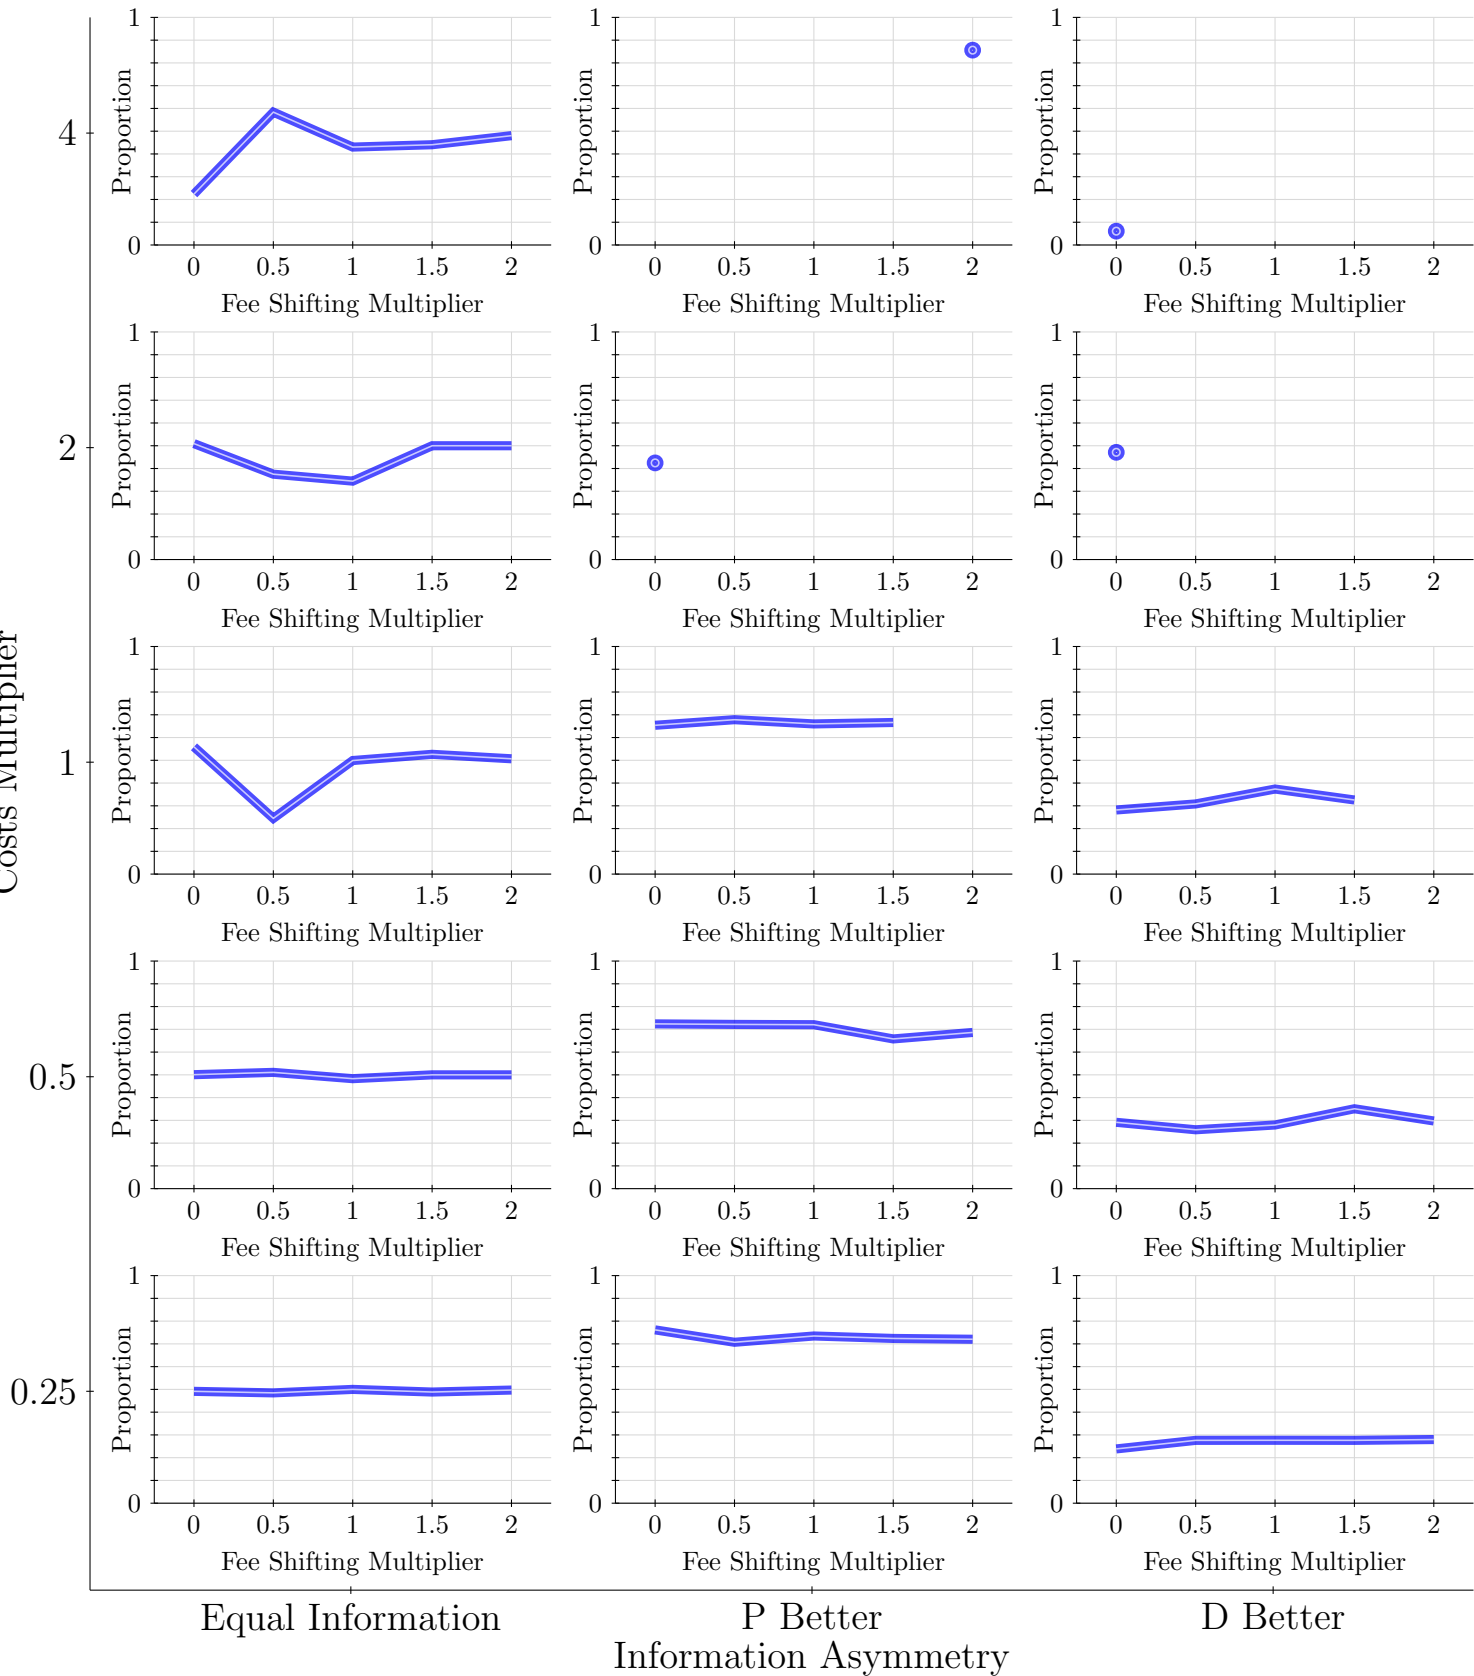 1 1 1
Proportion Proportion Proportion
4
0 0 0
0 0.5 1 1.5 2 0 0.5 1 1.5 2 0 0.5 1 1.5 2
Fee Shifting Multiplier Fee Shifting Multiplier Fee Shifting Multiplier
1 1 1
Proportion Proportion Proportion
2
0 0 0
0 0.5 1 1.5 2 0 0.5 1 1.5 2 0 0.5 1 1.5 2
Fee Shifting Multiplier Fee Shifting Multiplier Fee Shifting Multiplier
Costs Multiplier
1 1 1
Proportion Proportion Proportion
1
0 0 0
0 0.5 1 1.5 2 0 0.5 1 1.5 2 0 0.5 1 1.5 2
Fee Shifting Multiplier Fee Shifting Multiplier Fee Shifting Multiplier
1 1 1
Proportion Proportion Proportion
0.5
0 0 0
0 0.5 1 1.5 2 0 0.5 1 1.5 2 0 0.5 1 1.5 2
Fee Shifting Multiplier Fee Shifting Multiplier Fee Shifting Multiplier
1 1 1
Proportion Proportion Proportion
0.25
0 0 0
0 0.5 1 1.5 2 0 0.5 1 1.5 2 0 0.5 1 1.5 2
Fee Shifting Multiplier Fee Shifting Multiplier Fee Shifting Multiplier
Equal Information P Better D Better
Information Asymmetry